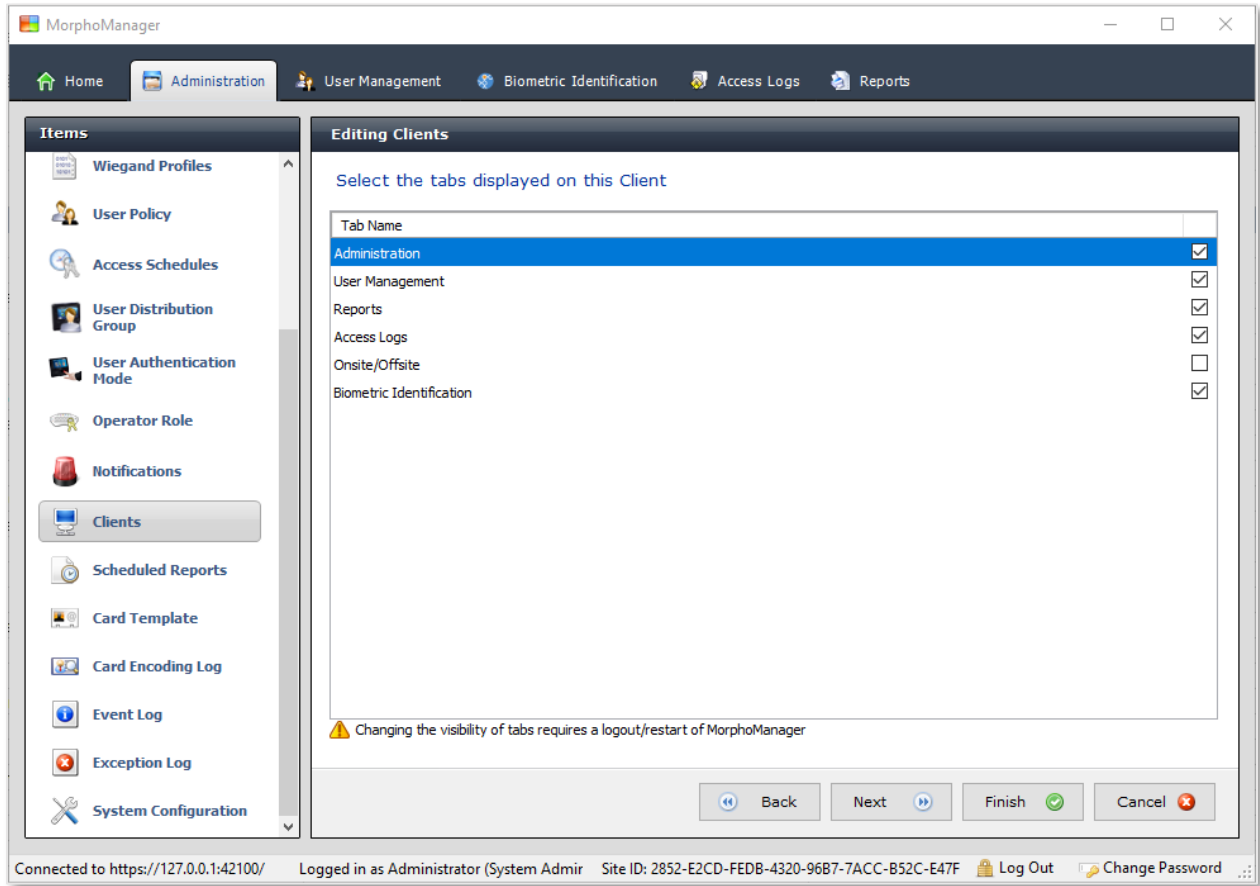 MorphoManager
Home
Administration
User Management
Biometric Identification
Access Logs
Reports
Items
Wiegand Profiles
User Policy
Access Schedules
User Distribution
Group
User Authentication
Mode
Operator Role
Notifications
Clients
Scheduled Reports
Card Template
Card Encoding Log
Event Log
Exception Log
System Configuration
Editing Clients
Select the tabs displayed on this Client
Tab Name
Administration
User Management
Reports
Access Logs
Onsite/Offsite
Biometric Identification
Changing the visibility of tabs requires a logout/restart of MorphoManager
Back
Next
Finish
Cancel
Connected to https://127.0.0.1:42100/
Logged in as Administrator (System Admir
Site ID: 2852-E2CD-FEDB-4320-96B7-7ACC-B52C-E47F
Log Out
Change Password